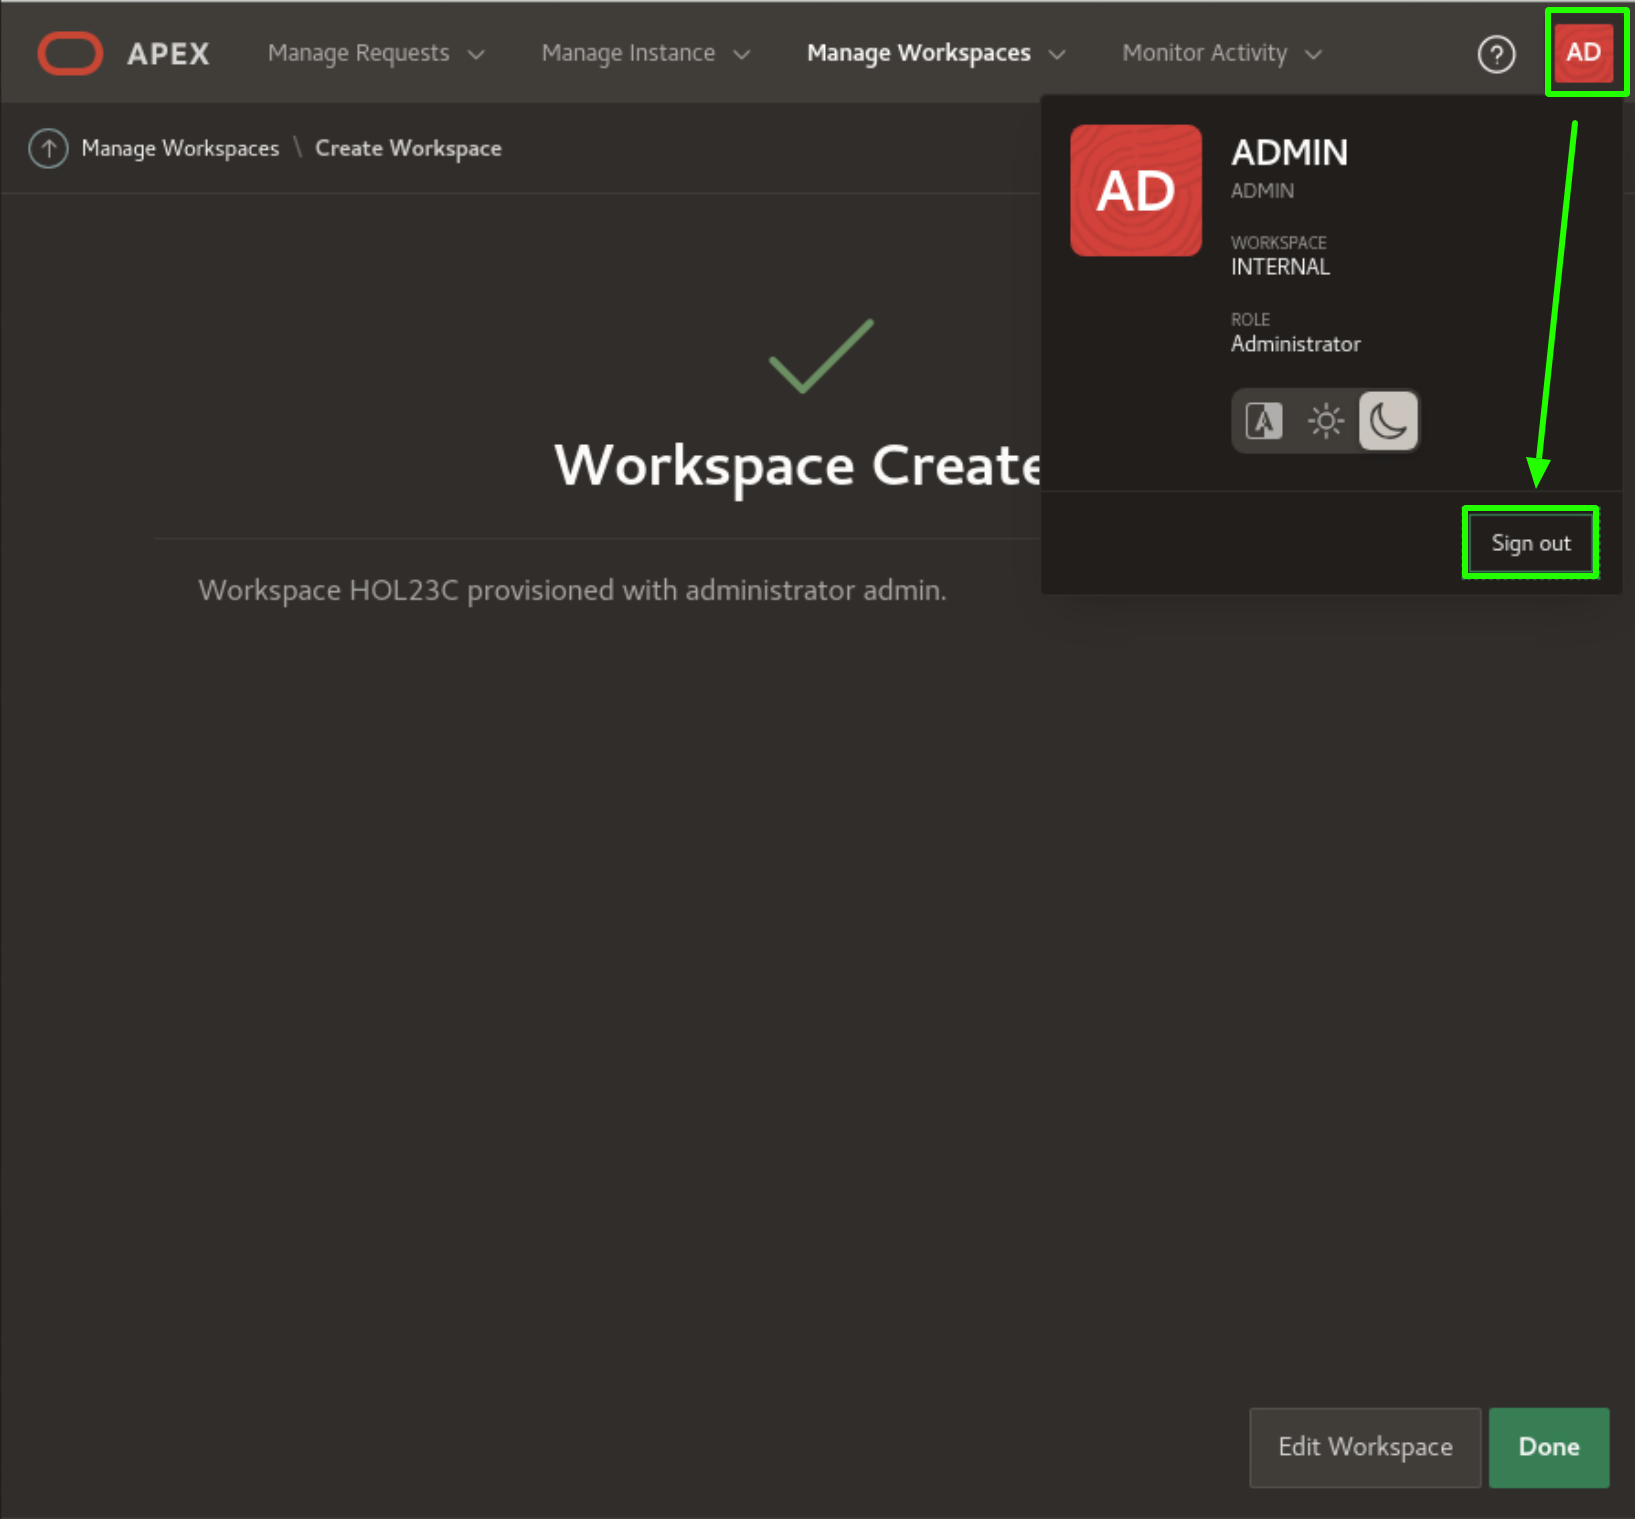 APEX Manage Requests Manage Instance Manage Workspaces Monitor Activity ? AD
Manage Workspaces \ Create Workspace
AD
ADMIN
ADMIN
WORKSPACE
INTERNAL
ROLE
Administrator
Sign out
Workspace Create
Workspace HOL23C provisioned with administrator admin.
Edit Workspace Done